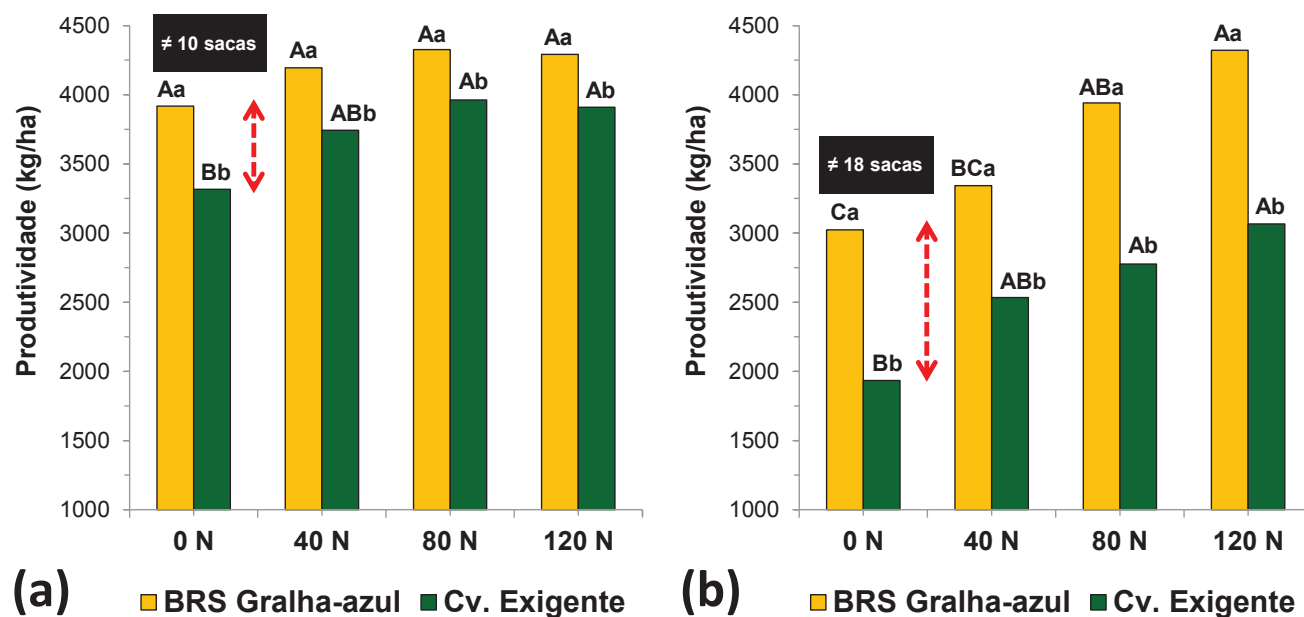 ≠ 10 sacas
Produtividade (kg/ha)
4500
4000
3500
3000
2500
2000
1500
1000
Aa
Bb
Aa
ABb
Aa
Ab
Aa
Ab
0 N
40 N
80 N
120 N
(a)
BRS Gralha-azul
Cv. Exigente
≠ 18 sacas
Produtividade (kg/ha)
4500
4000
3500
3000
2500
2000
1500
1000
Ca
Bb
BCa
ABb
ABa
Ab
Aa
Ab
0 N
40 N
80 N
120 N
(b)
BRS Gralha-azul
Cv. Exigente